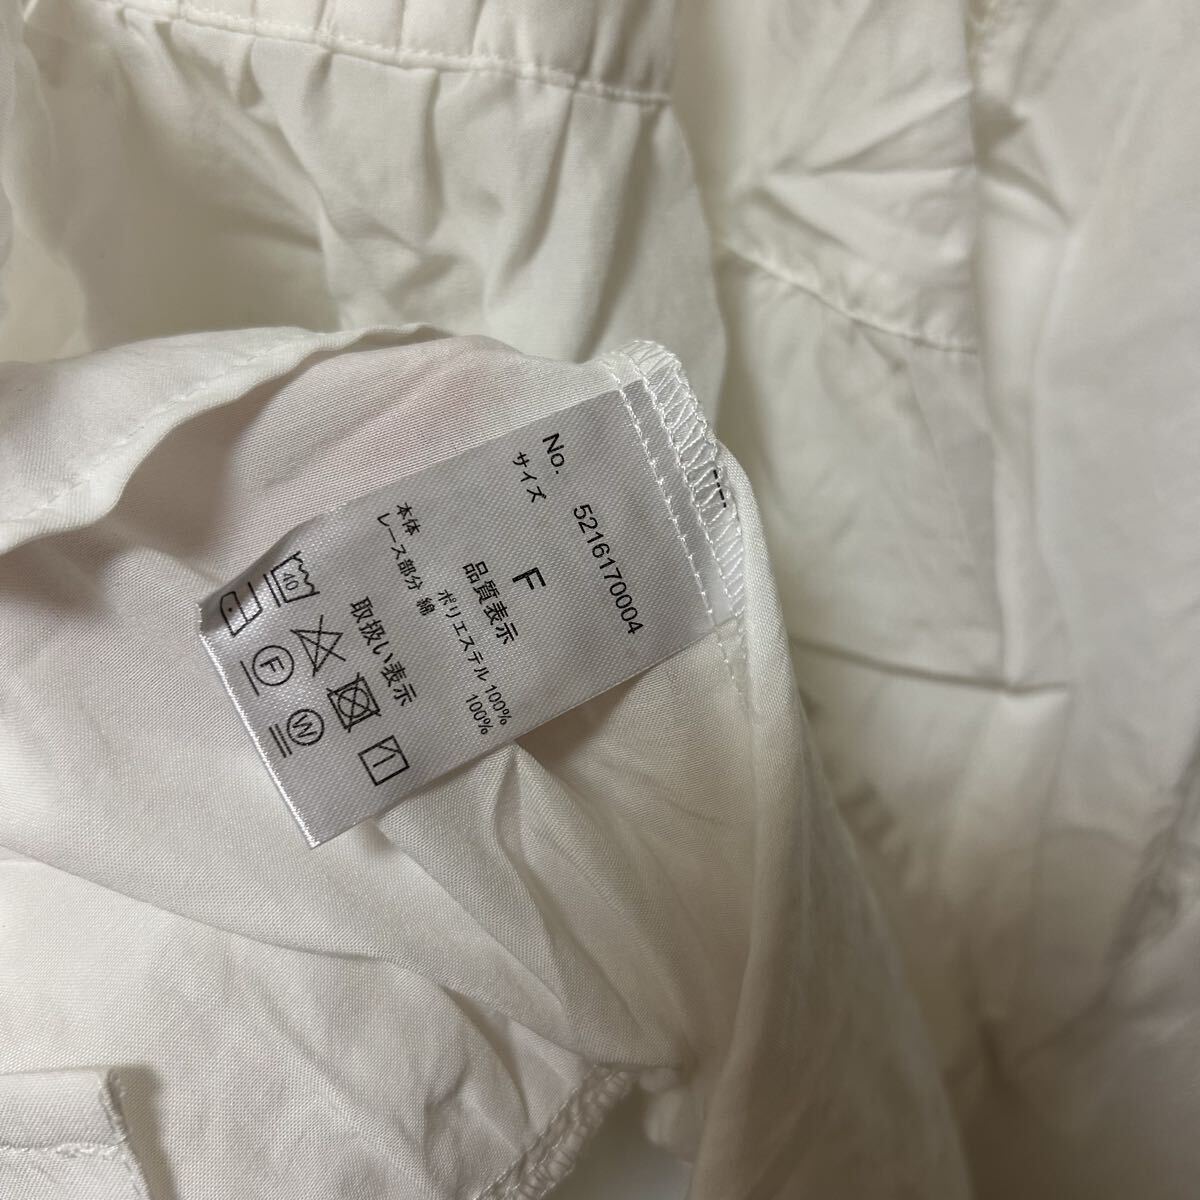 No. 5216170004
サイズ F
品質表示
本体 ポリエステル 100%
レース部分 綿 100%
取扱い表示
40
F
W